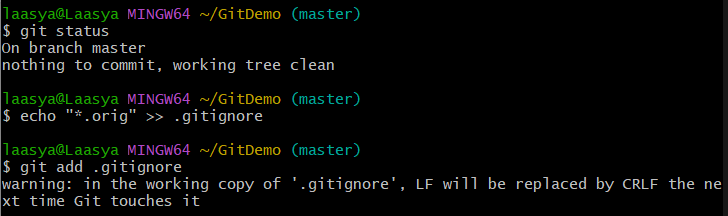 laasya@Laasya MINGW64 ~/GitDemo (master)
$ git status
On branch master
nothing to commit, working tree clean
laasya@Laasya MINGW64 ~/GitDemo (master)
$ echo "*.orig" >> .gitignore
laasya@Laasya MINGW64 ~/GitDemo (master)
$ git add .gitignore
warning: in the working copy of '.gitignore', LF will be replaced by CRLF the ne
xt time Git touches it